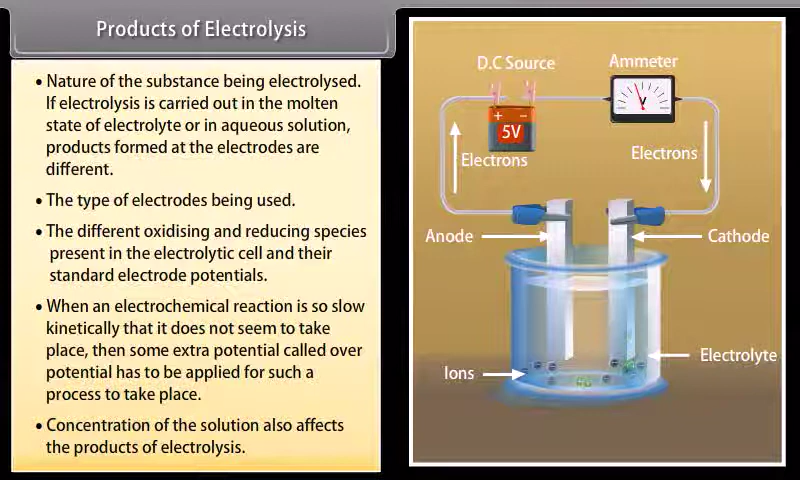 Products of Electrolysis
• Nature of the substance being electrolysed.
If electrolysis is carried out in the molten
state of electrolyte or in aqueous solution,
products formed at the electrodes are
different.
• The type of electrodes being used.
• The different oxidising and reducing species
present in the electrolytic cell and their
standard electrode potentials.
• When an electrochemical reaction is so slow
kinetically that it does not seem to take
place, then some extra potential called over
potential has to be applied for such a
process to take place.
• Concentration of the solution also affects
the products of electrolysis.
D.C Source
Ammeter
+ −
5V
V
Electrons
Electrons
Anode
Cathode
Electrolyte
Ions